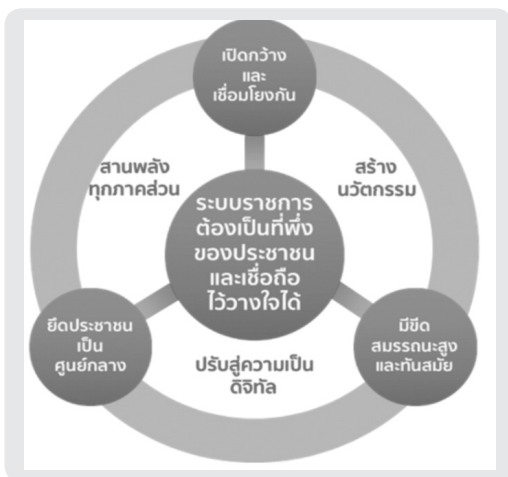 เปิดกว้าง
และ
เชื่อมโยงกัน
สานพลัง
ทุกภาคส่วน
สร้าง
นวัตกรรม
ระบบราชการ
ต้องเป็นที่พึ่ง
ของประชาชน
และเชื่อถือ
ไว้วางใจได้
ยึดประชาชน
เป็น
ศูนย์กลาง
ปรับสู่ความเป็น
ดิจิทัล
มีขีด
สมรรถนะสูง
และทันสมัย